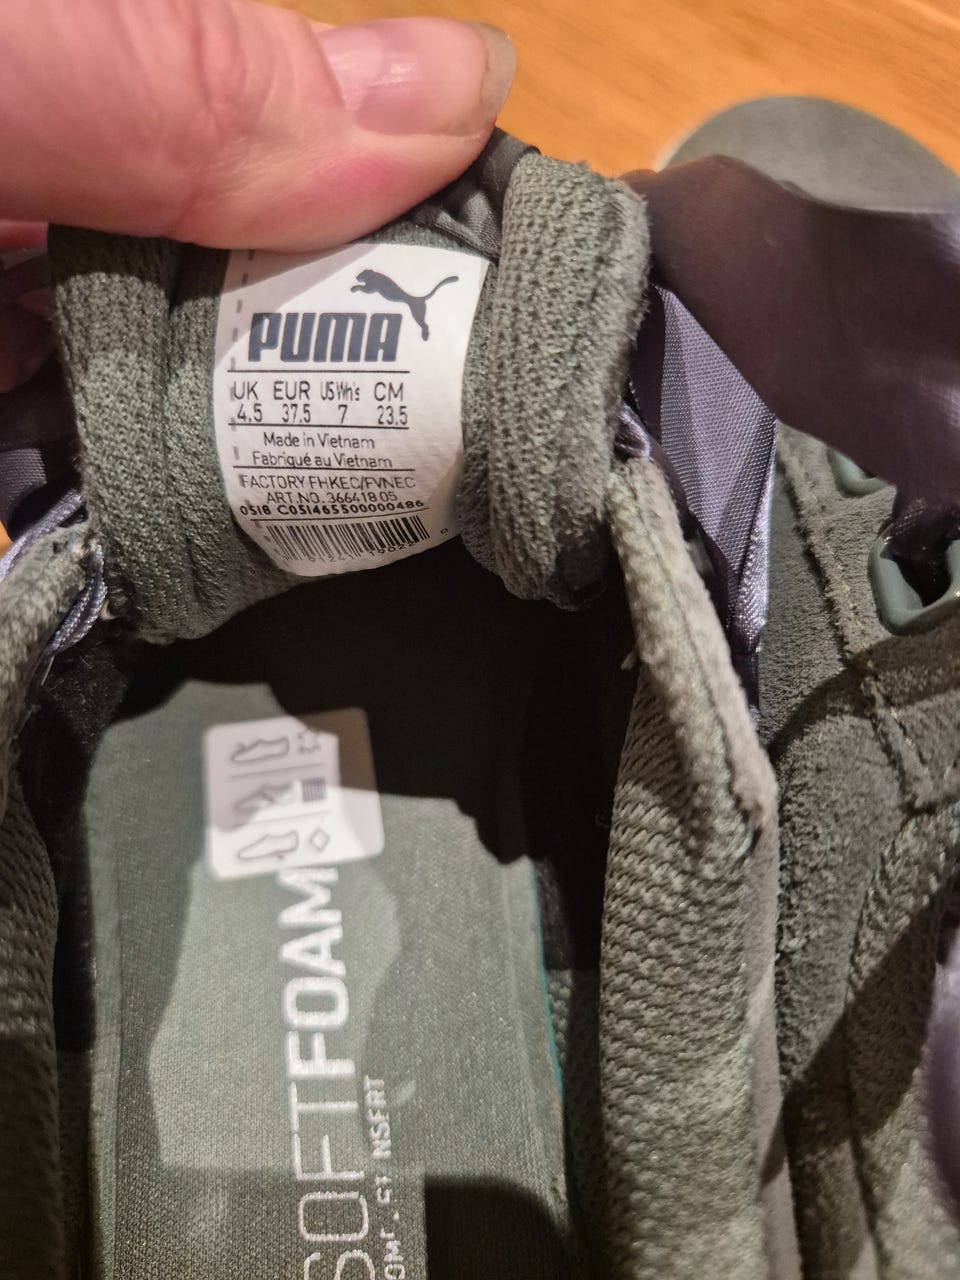 PUMA
UK EUR US Wn's CM
4.5 37.5 7 23.5
Made in Vietnam
Fabriqué au Vietnam
FACTORY FHKEC/FVNEC
ART.NO. 366418 05
0518 C051465500000486
SOFTFOAM